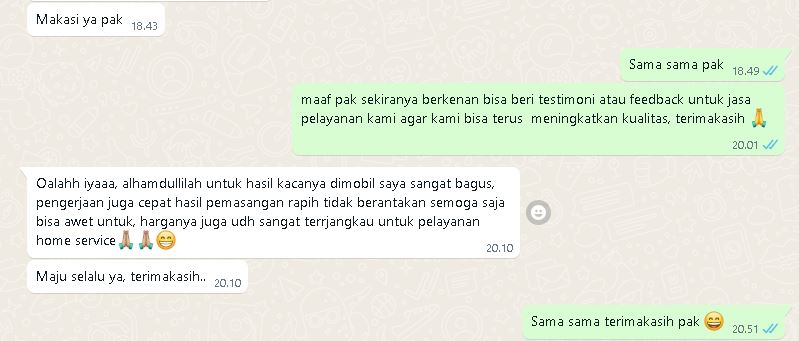 Makasi ya pak 18.43
Sama sama pak 18.49
maaf pak sekiranya berkenan bisa beri testimoni atau feedback untuk jasa
pelayanan kami agar kami bisa terus meningkatkan kualitas, terimakasih 🙏
20.01
Oalahh iyaaa, alhamdullilah untuk hasil kacanya dimobil saya sangat bagus,
pengerjaan juga cepat hasil pemasangan rapih tidak berantakan semoga saja
bisa awet untuk, harganya juga udh sangat terrjangkau untuk pelayanan
home service🙏🏼🙏🏼😁
20.10
Maju selalu ya, terimakasih.. 20.10
Sama sama terimakasih pak 😄 20.51